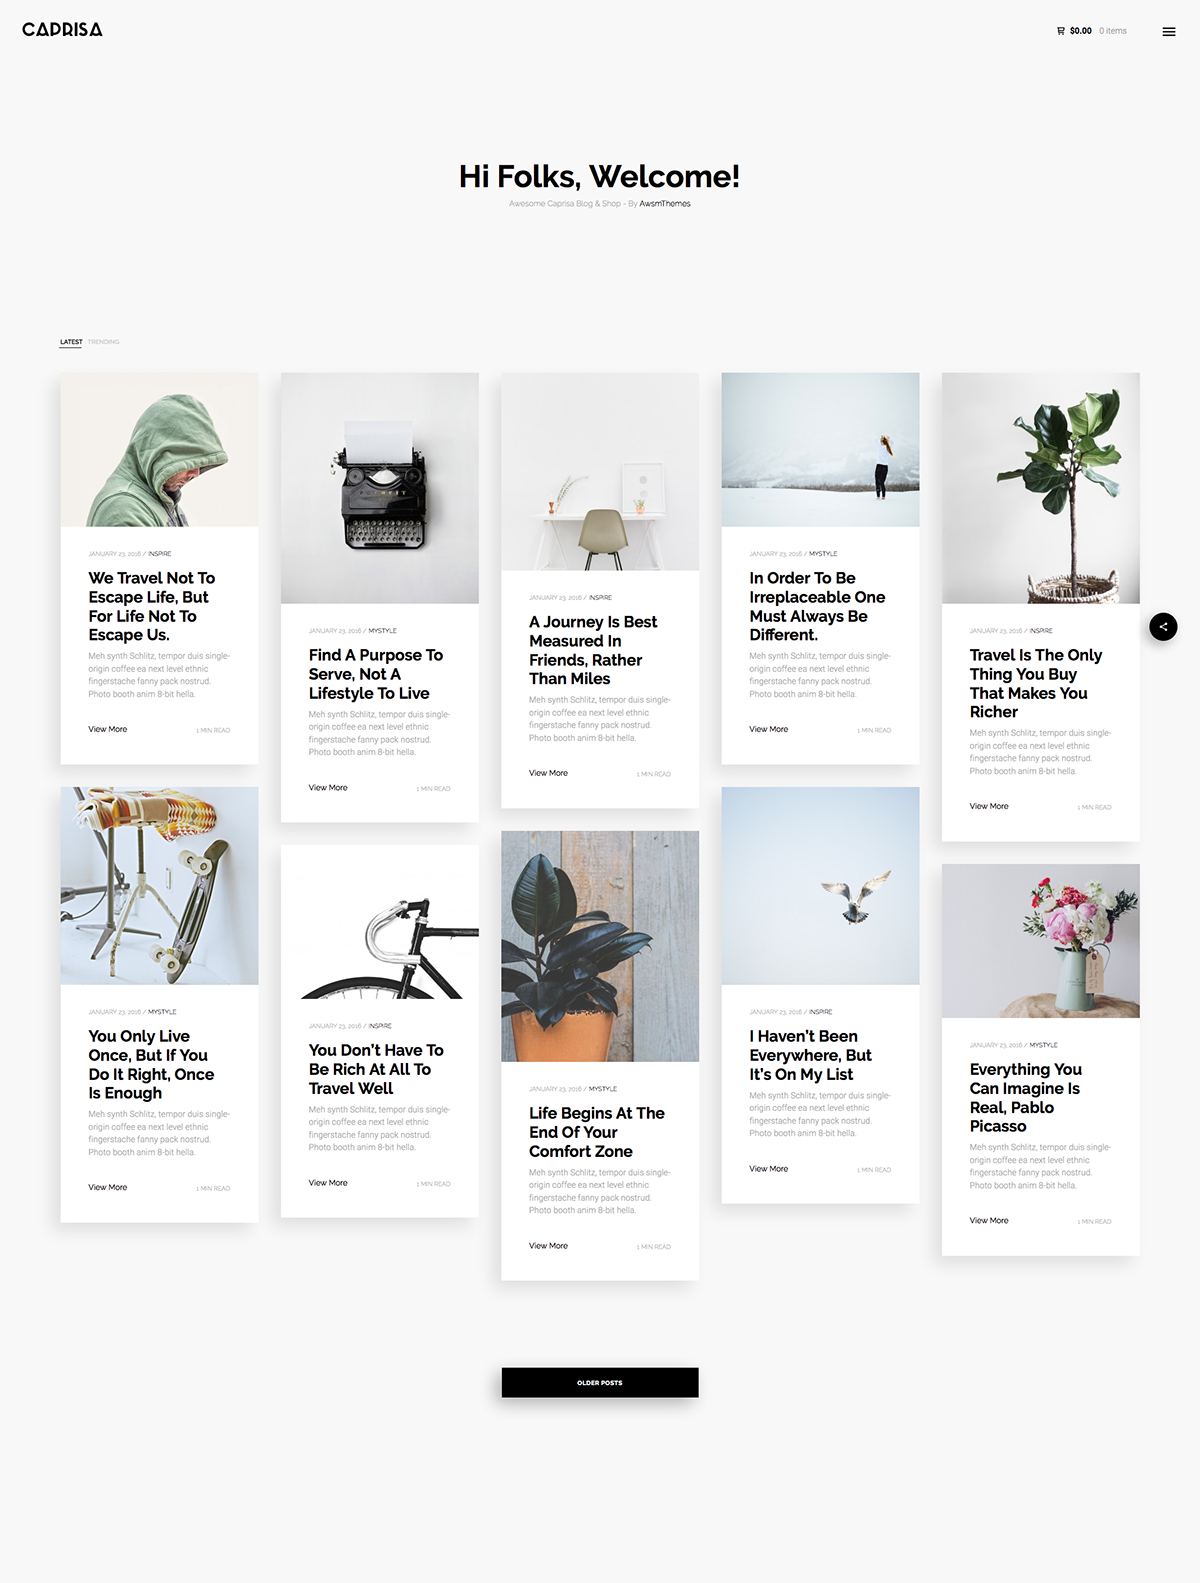 CAPRISA
$0.00 0 items
Hi Folks, Welcome!
Awesome Caprisa Blog & Shop - By AwsmThemes
LATEST TRENDING
JANUARY 23, 2016 / INSPIRE
We Travel Not To
Escape Life, But
For Life Not To
Escape Us.
Meh synth Schlitz, tempor duis single-
origin coffee ea next level ethnic
fingerstache fanny pack nostrud.
Photo booth anim 8-bit hella.
View More 1 MIN READ
JANUARY 23, 2016 / MYSTYLE
Find A Purpose To
Serve, Not A
Lifestyle To Live
Meh synth Schlitz, tempor duis single-
origin coffee ea next level ethnic
fingerstache fanny pack nostrud.
Photo booth anim 8-bit hella.
View More 1 MIN READ
JANUARY 23, 2016 / INSPIRE
A Journey Is Best
Measured In
Friends, Rather
Than Miles
Meh synth Schlitz, tempor duis single-
origin coffee ea next level ethnic
fingerstache fanny pack nostrud.
Photo booth anim 8-bit hella.
View More 1 MIN READ
JANUARY 23, 2016 / MYSTYLE
In Order To Be
Irreplaceable One
Must Always Be
Different.
Meh synth Schlitz, tempor duis single-
origin coffee ea next level ethnic
fingerstache fanny pack nostrud.
Photo booth anim 8-bit hella.
View More 1 MIN READ
JANUARY 23, 2016 / INSPIRE
Travel Is The Only
Thing You Buy
That Makes You
Richer
Meh synth Schlitz, tempor duis single-
origin coffee ea next level ethnic
fingerstache fanny pack nostrud.
Photo booth anim 8-bit hella.
View More 1 MIN READ
JANUARY 23, 2016 / MYSTYLE
You Only Live
Once, But If You
Do It Right, Once
Is Enough
Meh synth Schlitz, tempor duis single-
origin coffee ea next level ethnic
fingerstache fanny pack nostrud.
Photo booth anim 8-bit hella.
View More 1 MIN READ
JANUARY 23, 2016 / INSPIRE
You Don't Have To
Be Rich At All To
Travel Well
Meh synth Schlitz, tempor duis single-
origin coffee ea next level ethnic
fingerstache fanny pack nostrud.
Photo booth anim 8-bit hella.
View More 1 MIN READ
JANUARY 23, 2016 / MYSTYLE
Life Begins At The
End Of Your
Comfort Zone
Meh synth Schlitz, tempor duis single-
origin coffee ea next level ethnic
fingerstache fanny pack nostrud.
Photo booth anim 8-bit hella.
View More 1 MIN READ
JANUARY 23, 2016 / INSPIRE
I Haven't Been
Everywhere, But
It's On My List
Meh synth Schlitz, tempor duis single-
origin coffee ea next level ethnic
fingerstache fanny pack nostrud.
Photo booth anim 8-bit hella.
View More 1 MIN READ
JANUARY 23, 2016 / MYSTYLE
Everything You
Can Imagine Is
Real, Pablo
Picasso
Meh synth Schlitz, tempor duis single-
origin coffee ea next level ethnic
fingerstache fanny pack nostrud.
Photo booth anim 8-bit hella.
View More 1 MIN READ
OLDER POSTS